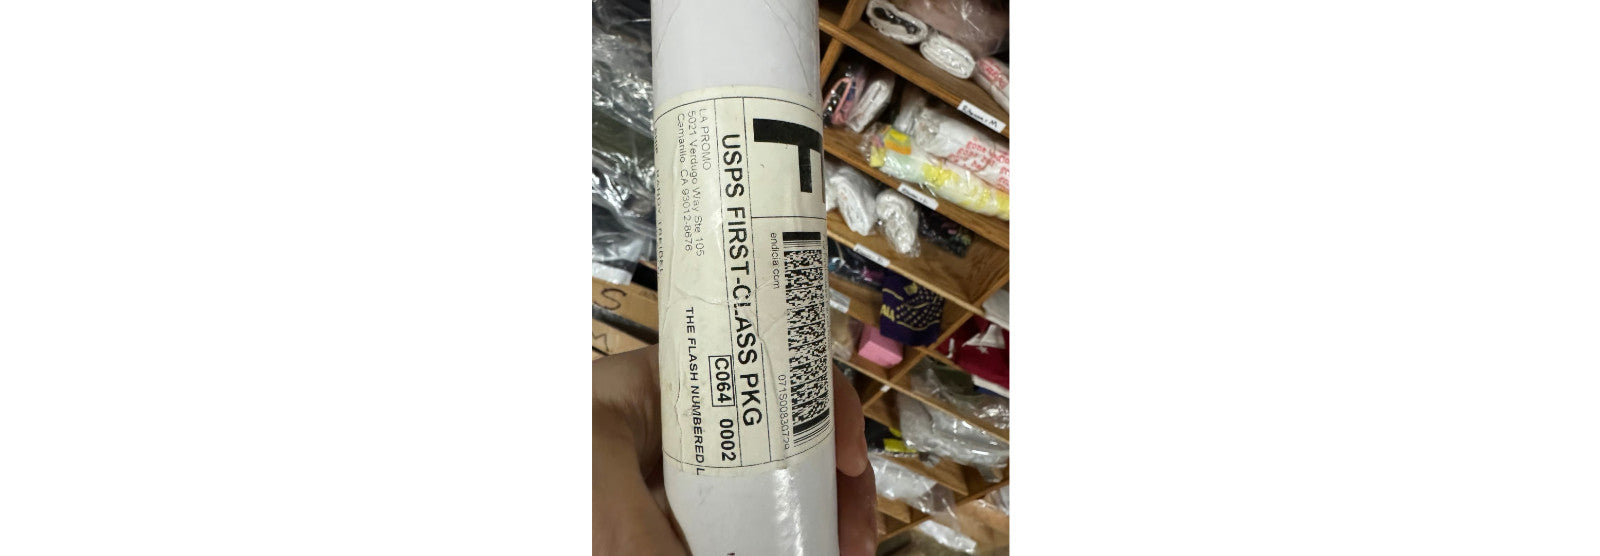 F
USPS FIRST-CLASS PKG
LA PROMO
5021 Verdugo Way Ste 105
Camarillo, CA 93012-8676
endicia.com
071S00830729
C064 0002
THE FLASH NUMBERED L
S